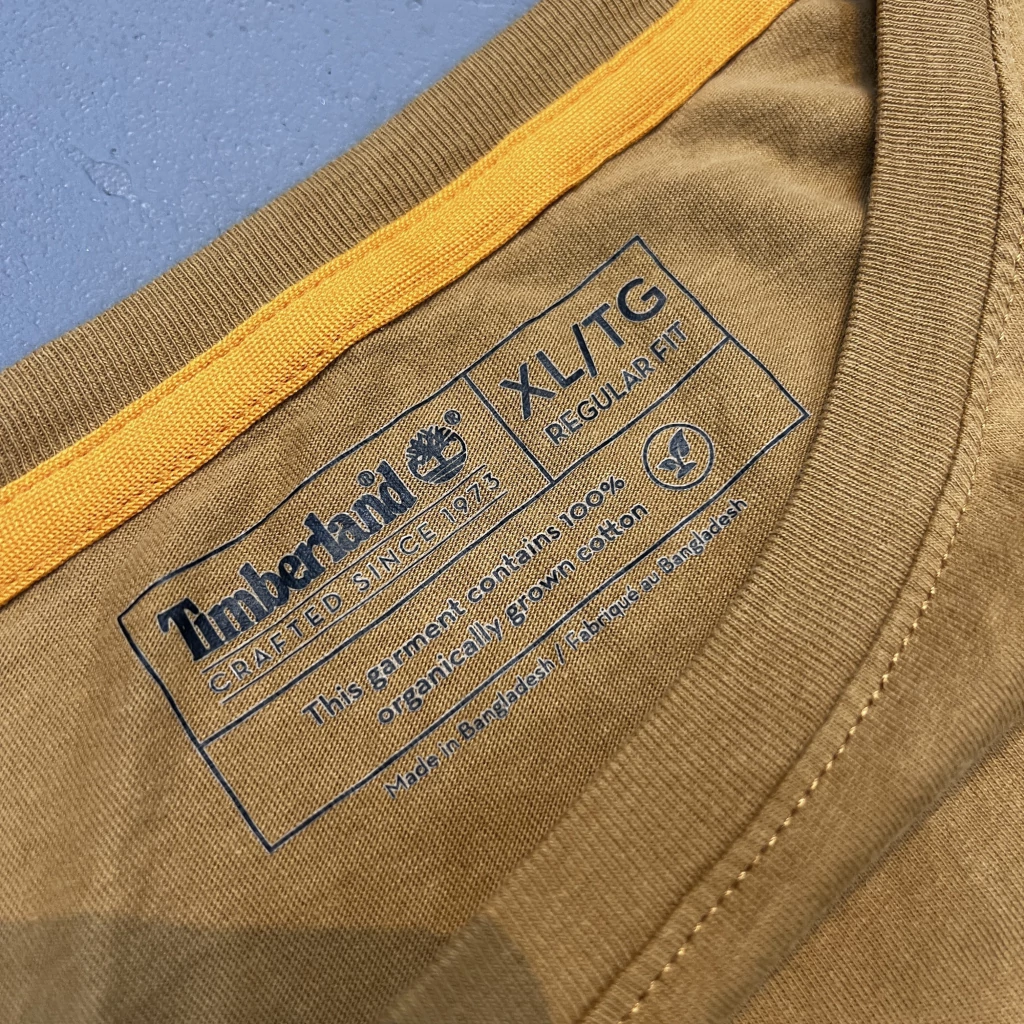 Timberland®
CRAFTED SINCE 1973
XL/TG
REGULAR FIT
This garment contains 100%
organically grown cotton
Made in Bangladesh / Fabriqué au Bangladesh